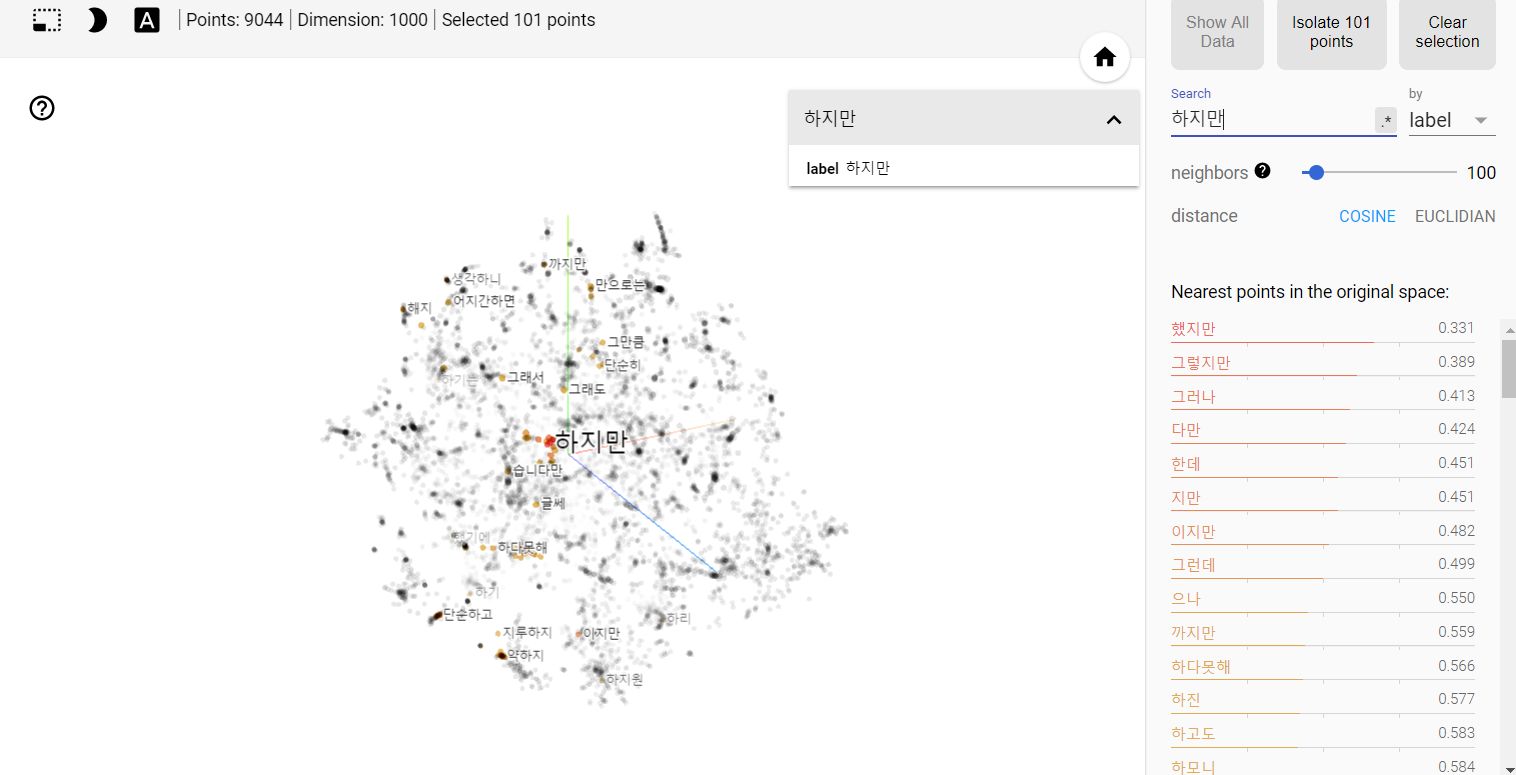 A
Points: 9044 | Dimension: 1000 | Selected 101 points
Show All Data
Isolate 101 points
Clear selection
Search
하지만
.*
by
label
neighbors
100
distance
COSINE
EUCLIDIAN
하지만
label 하지만
까지만
생각하니
만으로는
어지간하면
해지
그만큼
단순히
하기는
그래서
그래도
하지만
습니다만
글쎄
했기에
하다못해
하기
단순하고
하리
지루하지
이지만
약하지
하지원
Nearest points in the original space:
했지만 0.331
그렇지만 0.389
그러나 0.413
다만 0.424
한데 0.451
지만 0.451
이지만 0.482
그런데 0.499
으나 0.550
까지만 0.559
하다못해 0.566
하진 0.577
하고도 0.583
하모니 0.584